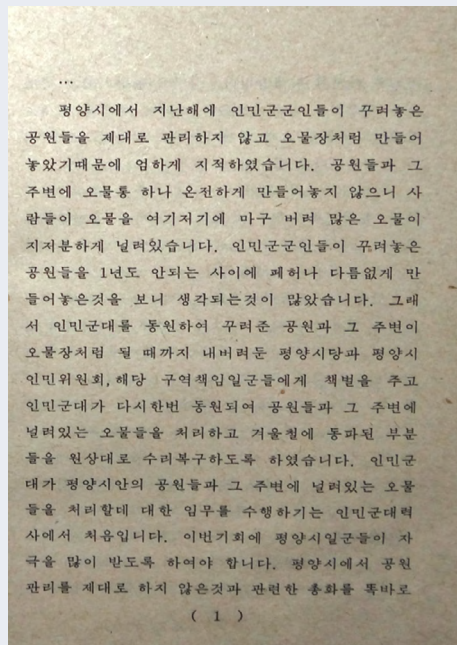 ...
평양시에서 지난해에 인민군군인들이 꾸려놓은
공원들을 제대로 관리하지 않고 오물장처럼 만들어
놓았기때문에 엄하게 지적하였습니다. 공원들과 그
주변에 오물통 하나 온전하게 만들어놓지 않으니 사
람들이 오물을 여기저기에 마구 버려 많은 오물이
지저분하게 널려있습니다. 인민군군인들이 꾸려놓은
공원들을 1년도 안되는 사이에 페허나 다름없게 만
들어놓은것을 보니 생각되는것이 많았습니다. 그래
서 인민군대를 동원하여 꾸려준 공원과 그 주변이
오물장처럼 될 때까지 내버려둔 평양시당과 평양시
인민위원회, 해당 구역책임일군들에게 책벌을 주고
인민군대가 다시한번 동원되여 공원들과 그 주변에
널려있는 오물들을 처리하고 겨울철에 동파된 부분
들을 원상대로 수리복구하도록 하였습니다. 인민군
대가 평양시안의 공원들과 그 주변에 널려있는 오물
들을 처리할데 대한 임무를 수행하기는 인민군대력
사에서 처음입니다. 이번기회에 평양시일군들이 자
극을 많이 받도록 하여야 합니다. 평양시에서 공원
관리를 제대로 하지 않은것과 관련한 총화를 똑바로
( 1 )